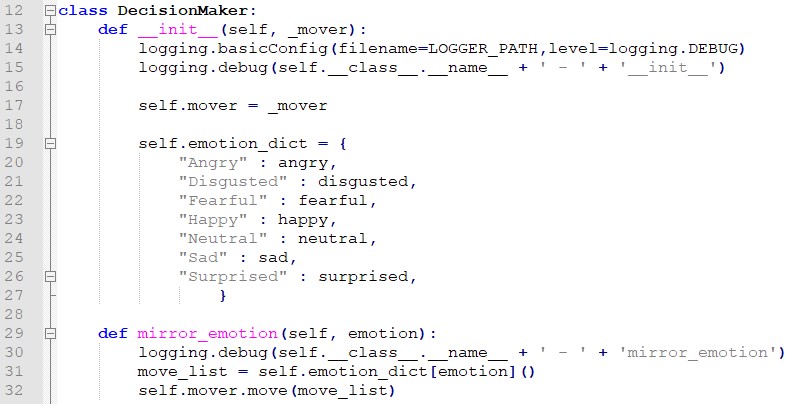 12 class DecisionMaker:
13     def __init__(self, _mover):
14         logging.basicConfig(filename=LOGGER_PATH,level=logging.DEBUG)
15         logging.debug(self.__class__.__name__ + ' - ' + '__init__')
16
17         self.mover = _mover
18
19         self.emotion_dict = {
20             "Angry" : angry,
21             "Disgusted" : disgusted,
22             "Fearful" : fearful,
23             "Happy" : happy,
24             "Neutral" : neutral,
25             "Sad" : sad,
26             "Surprised" : surprised,
27                 }
28
29     def mirror_emotion(self, emotion):
30         logging.debug(self.__class__.__name__ + ' - ' + 'mirror_emotion')
31         move_list = self.emotion_dict[emotion]()
32         self.mover.move(move_list)